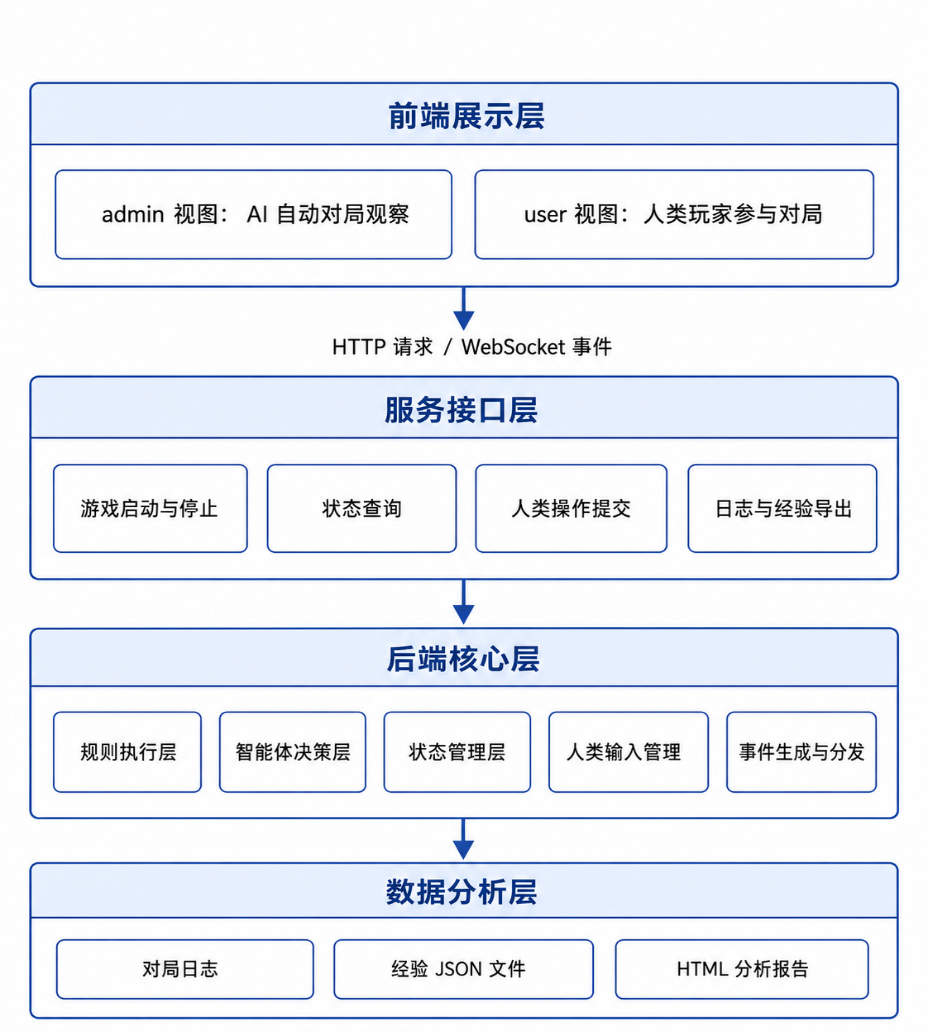 前端展示层
admin 视图： AI 自动对局观察
user 视图：人类玩家参与对局
HTTP 请求 / WebSocket 事件
服务接口层
游戏启动与停止
状态查询
人类操作提交
日志与经验导出
后端核心层
规则执行层
智能体决策层
状态管理层
人类输入管理
事件生成与分发
数据分析层
对局日志
经验 JSON 文件
HTML 分析报告